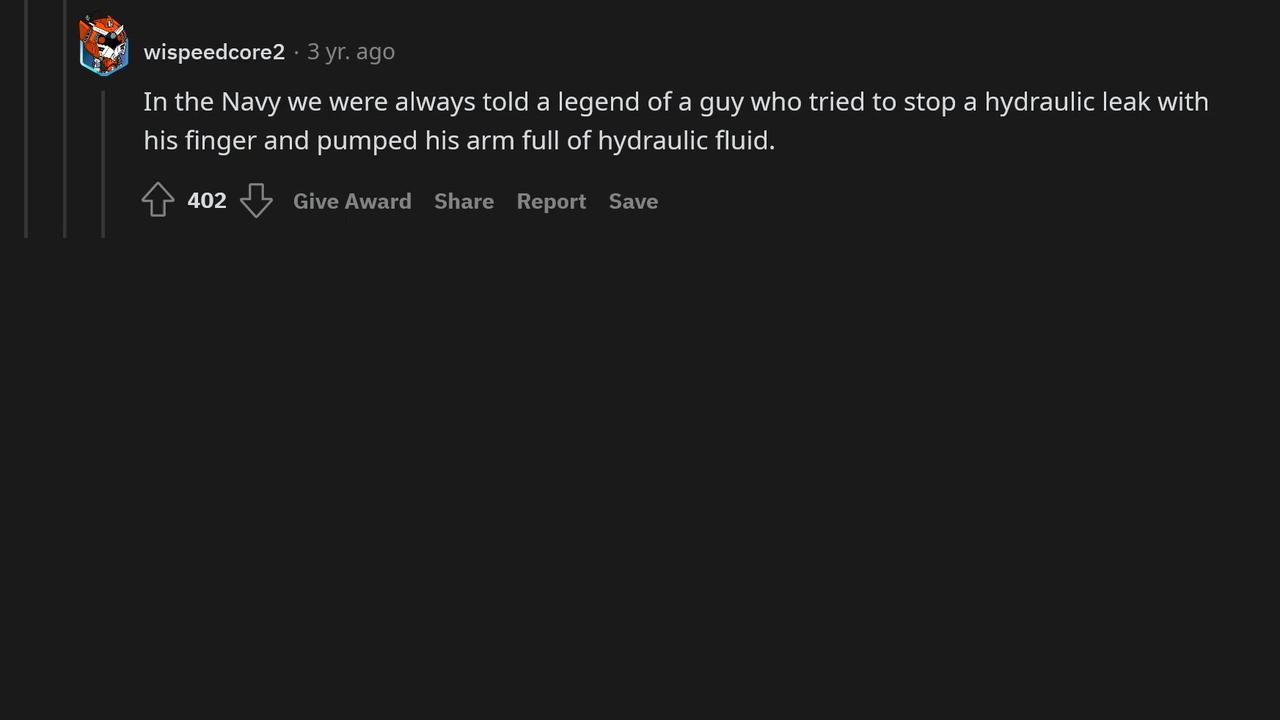 wispeedcore2 · 3 yr. ago
In the Navy we were always told a legend of a guy who tried to stop a hydraulic leak with
his finger and pumped his arm full of hydraulic fluid.
402 Give Award Share Report Save